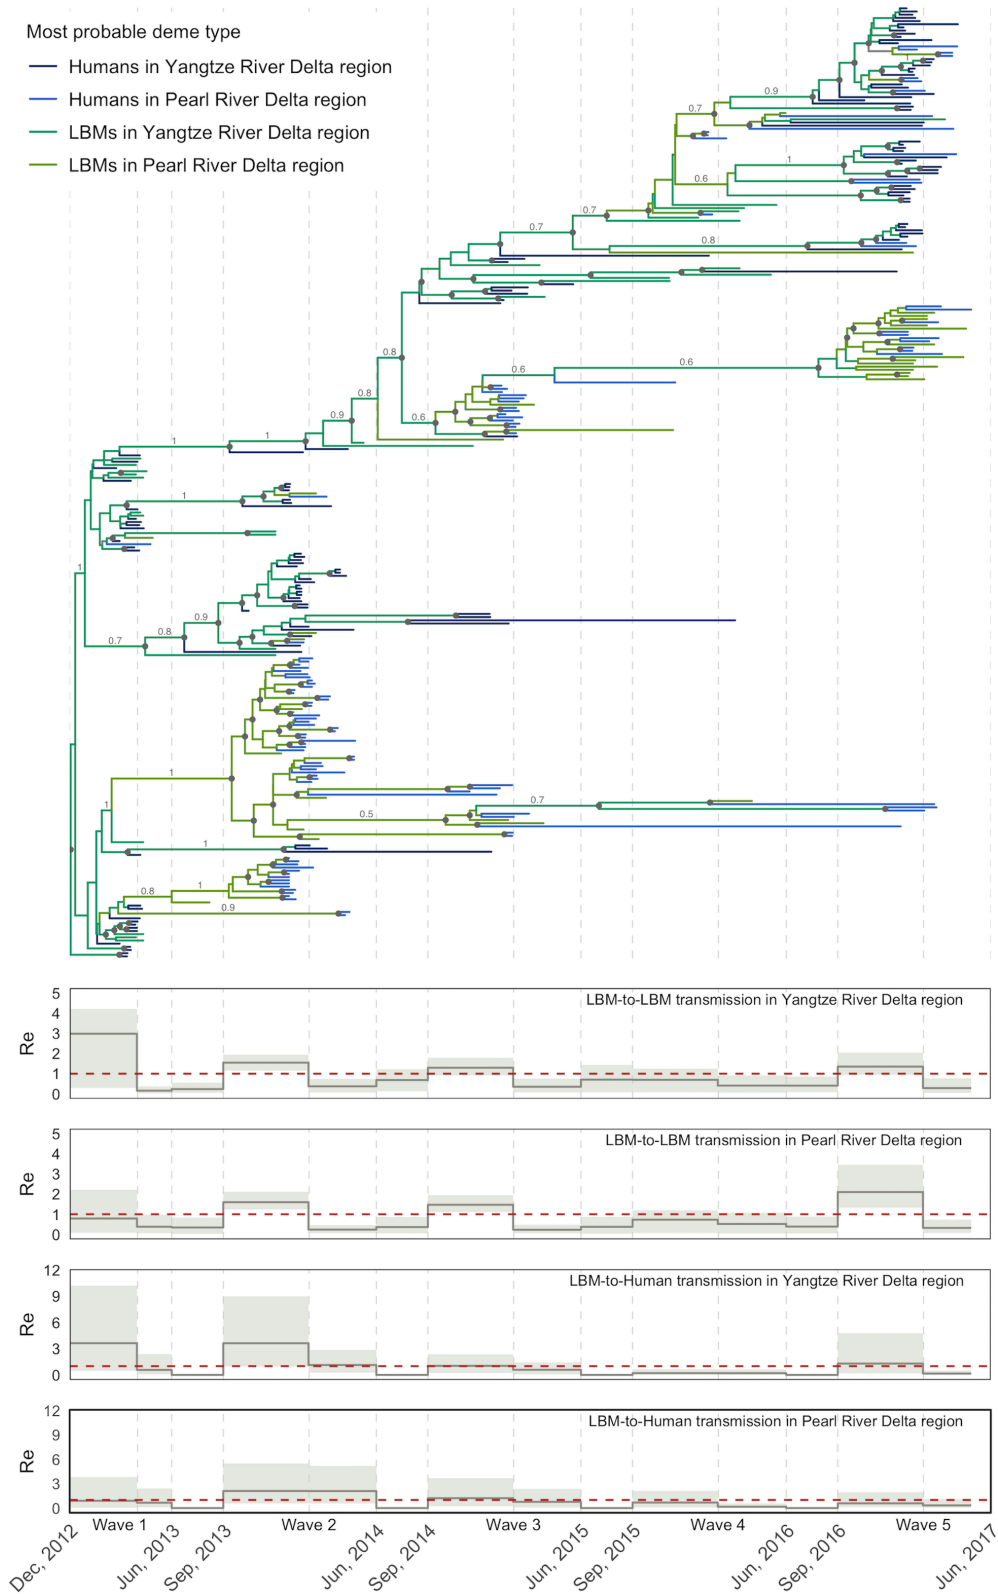 Most probable deme type
Humans in Yangtze River Delta region
Humans in Pearl River Delta region
LBMs in Yangtze River Delta region
LBMs in Pearl River Delta region
0.9
0.7
1
0.6
0.7
0.7
0.8
0.8
0.6
0.6
0.8
0.9
0.6
1
1
1
1
0.9
0.8
0.7
1
0.7
1
0.5
1
1
0.8
0.9
LBM-to-LBM transmission in Yangtze River Delta region
Re
5
4
3
2
1
0
LBM-to-LBM transmission in Pearl River Delta region
Re
5
4
3
2
1
0
LBM-to-Human transmission in Yangtze River Delta region
Re
12
9
6
3
0
LBM-to-Human transmission in Pearl River Delta region
Re
12
9
6
3
0
Wave 1
Wave 2
Wave 3
Wave 4
Wave 5
Dec, 2012
Jun, 2013
Sep, 2013
Jun, 2014
Sep, 2014
Jun, 2015
Sep, 2015
Jun, 2016
Sep, 2016
Jun, 2017